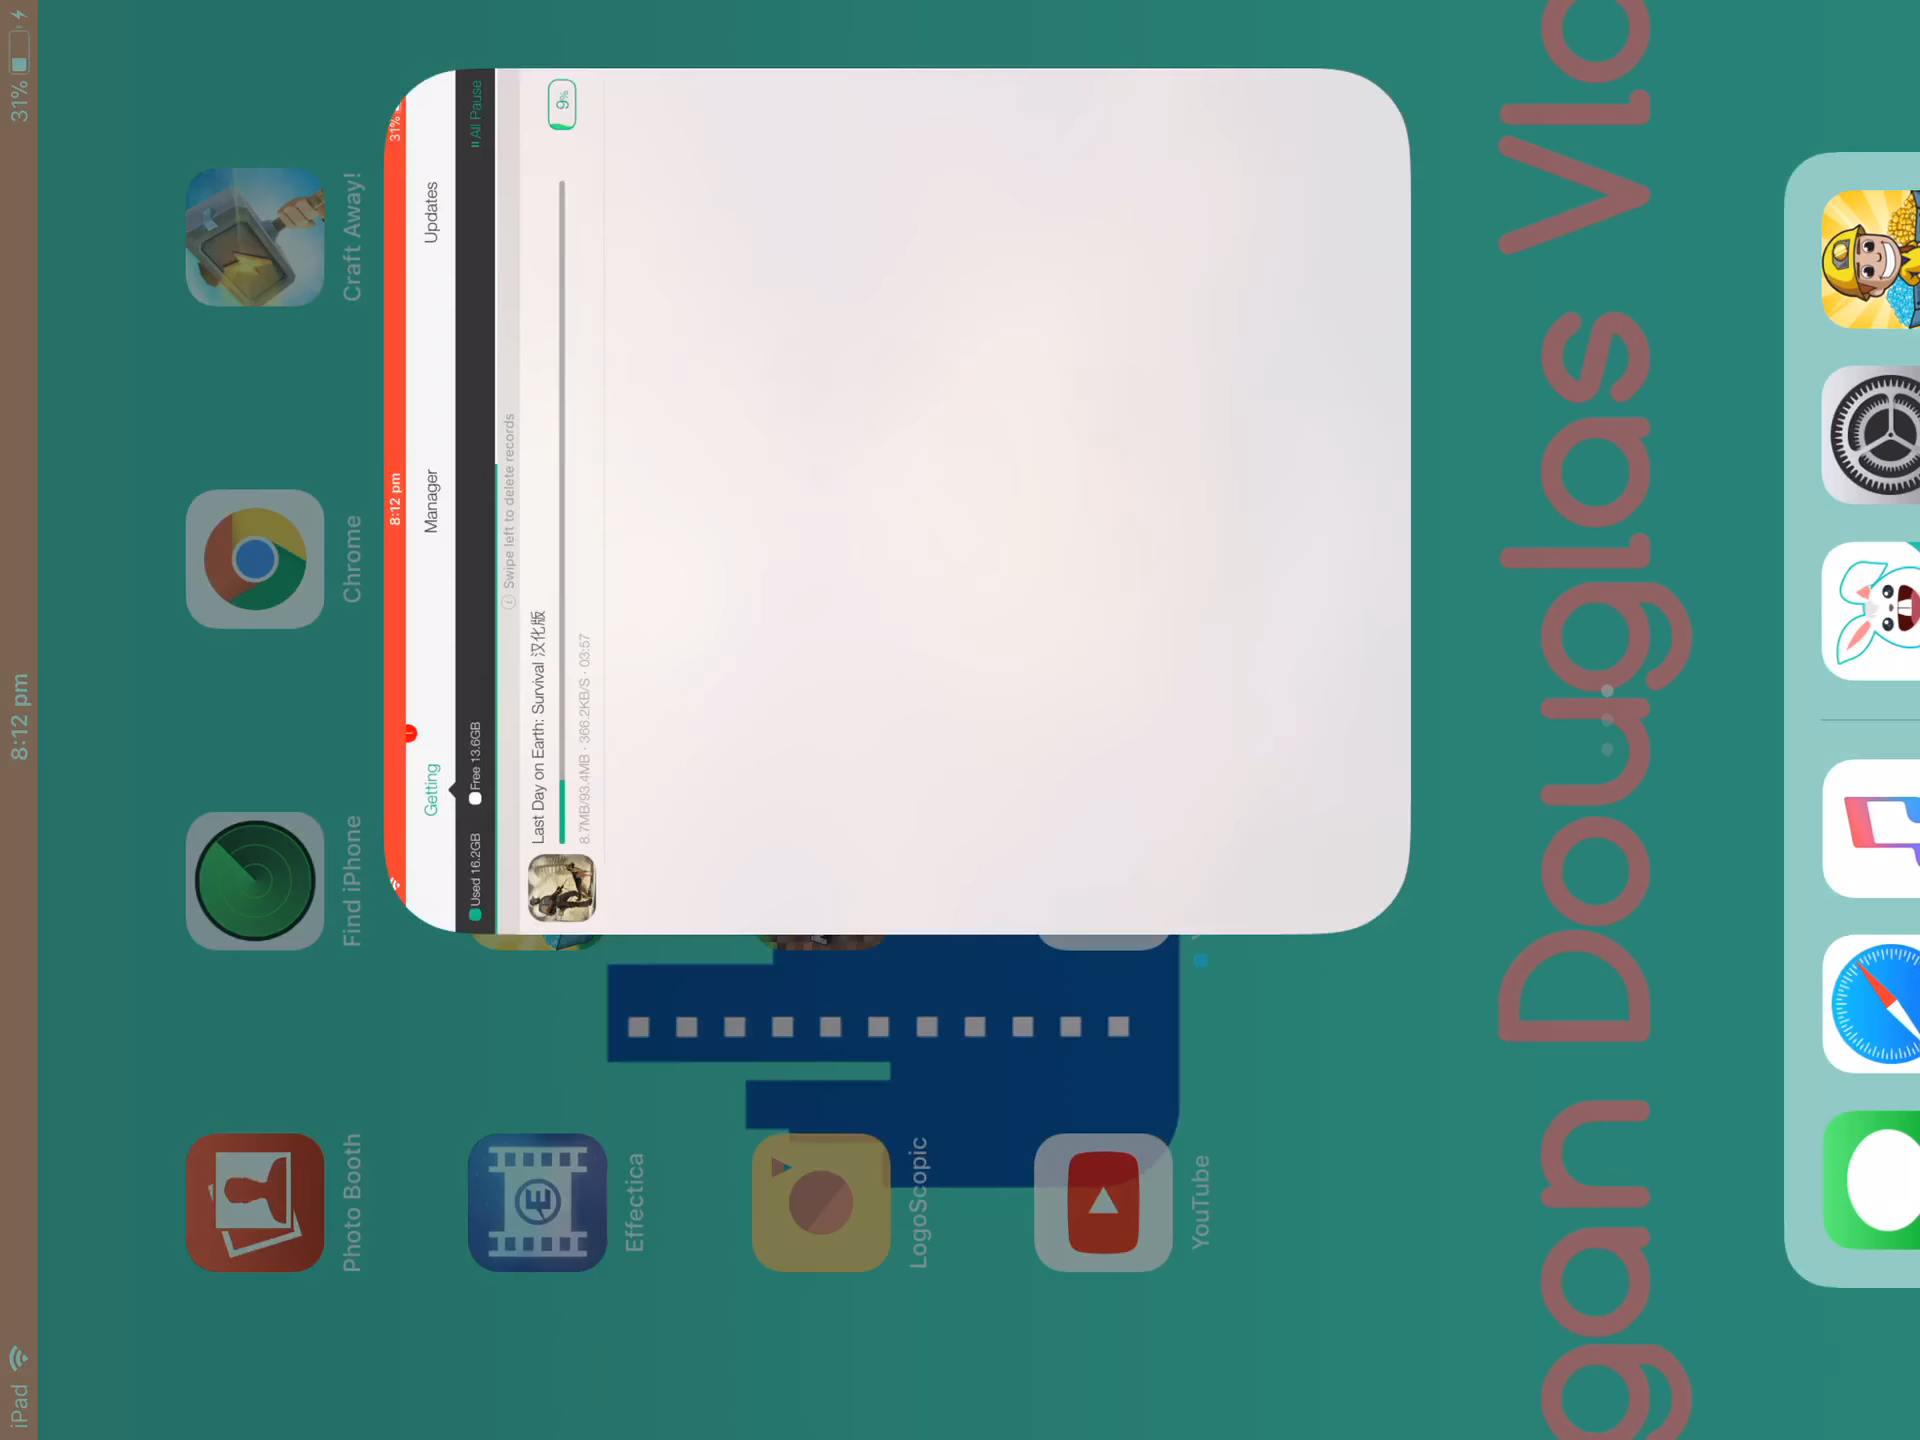 iPad
8:12 pm
31%
Photo Booth
Find iPhone
Chrome
Craft Away!
8:12 pm
31%
Getting
Manager
Updates
Used 16.2GB
Free 13.6GB
All Pause
Swipe left to delete records
Last Day on Earth: Survival 汉化版
9%
8.7MB/93.4MB · 366.2KB/S · 03:57
Effectica
LogoScopic
YouTube
gan Douglas Vlo